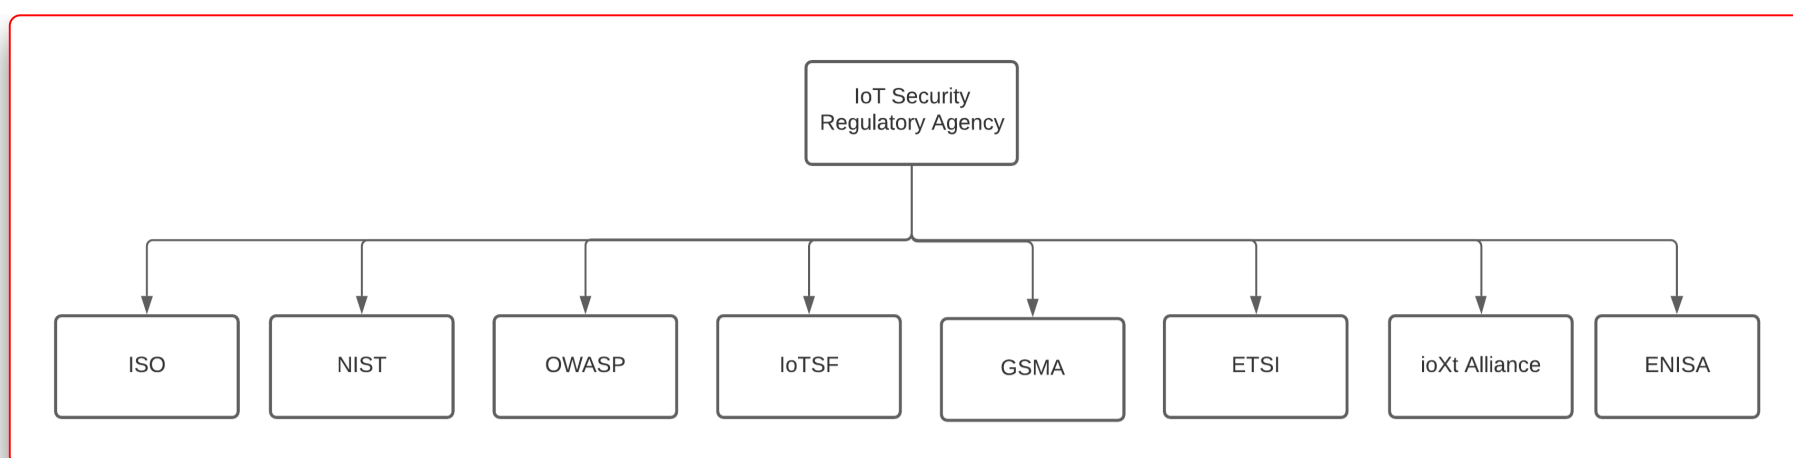 IoT Security
Regulatory Agency
ISO
NIST
OWASP
IoTSF
GSMA
ETSI
ioXt Alliance
ENISA